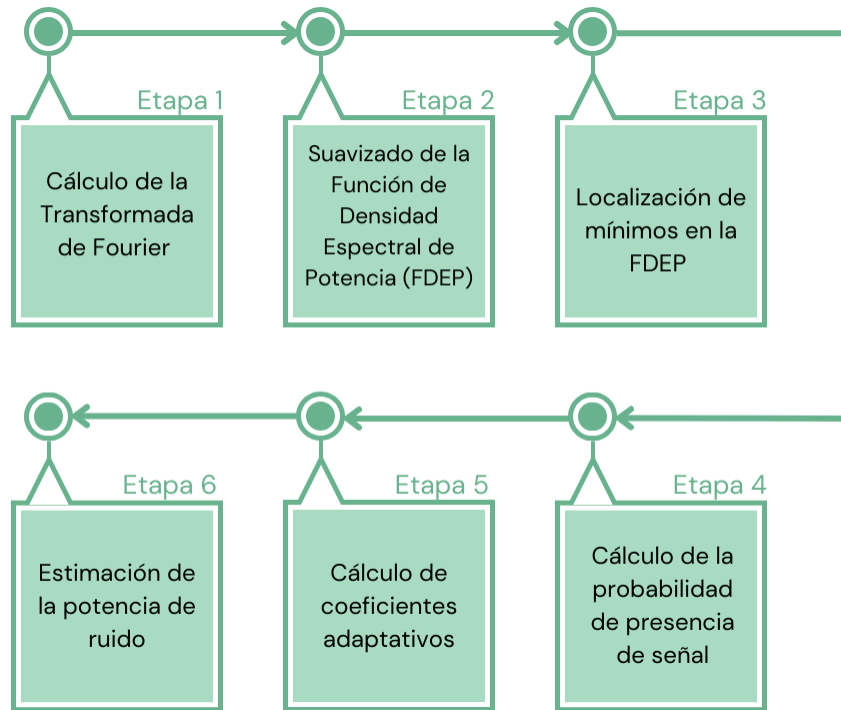 Etapa 1
Cálculo de la
Transformada
de Fourier
Etapa 2
Suavizado de la
Función de
Densidad
Espectral de
Potencia (FDEP)
Etapa 3
Localización de
mínimos en la
FDEP
Etapa 4
Cálculo de la
probabilidad
de presencia
de señal
Etapa 5
Cálculo de
coeficientes
adaptativos
Etapa 6
Estimación de
la potencia de
ruido